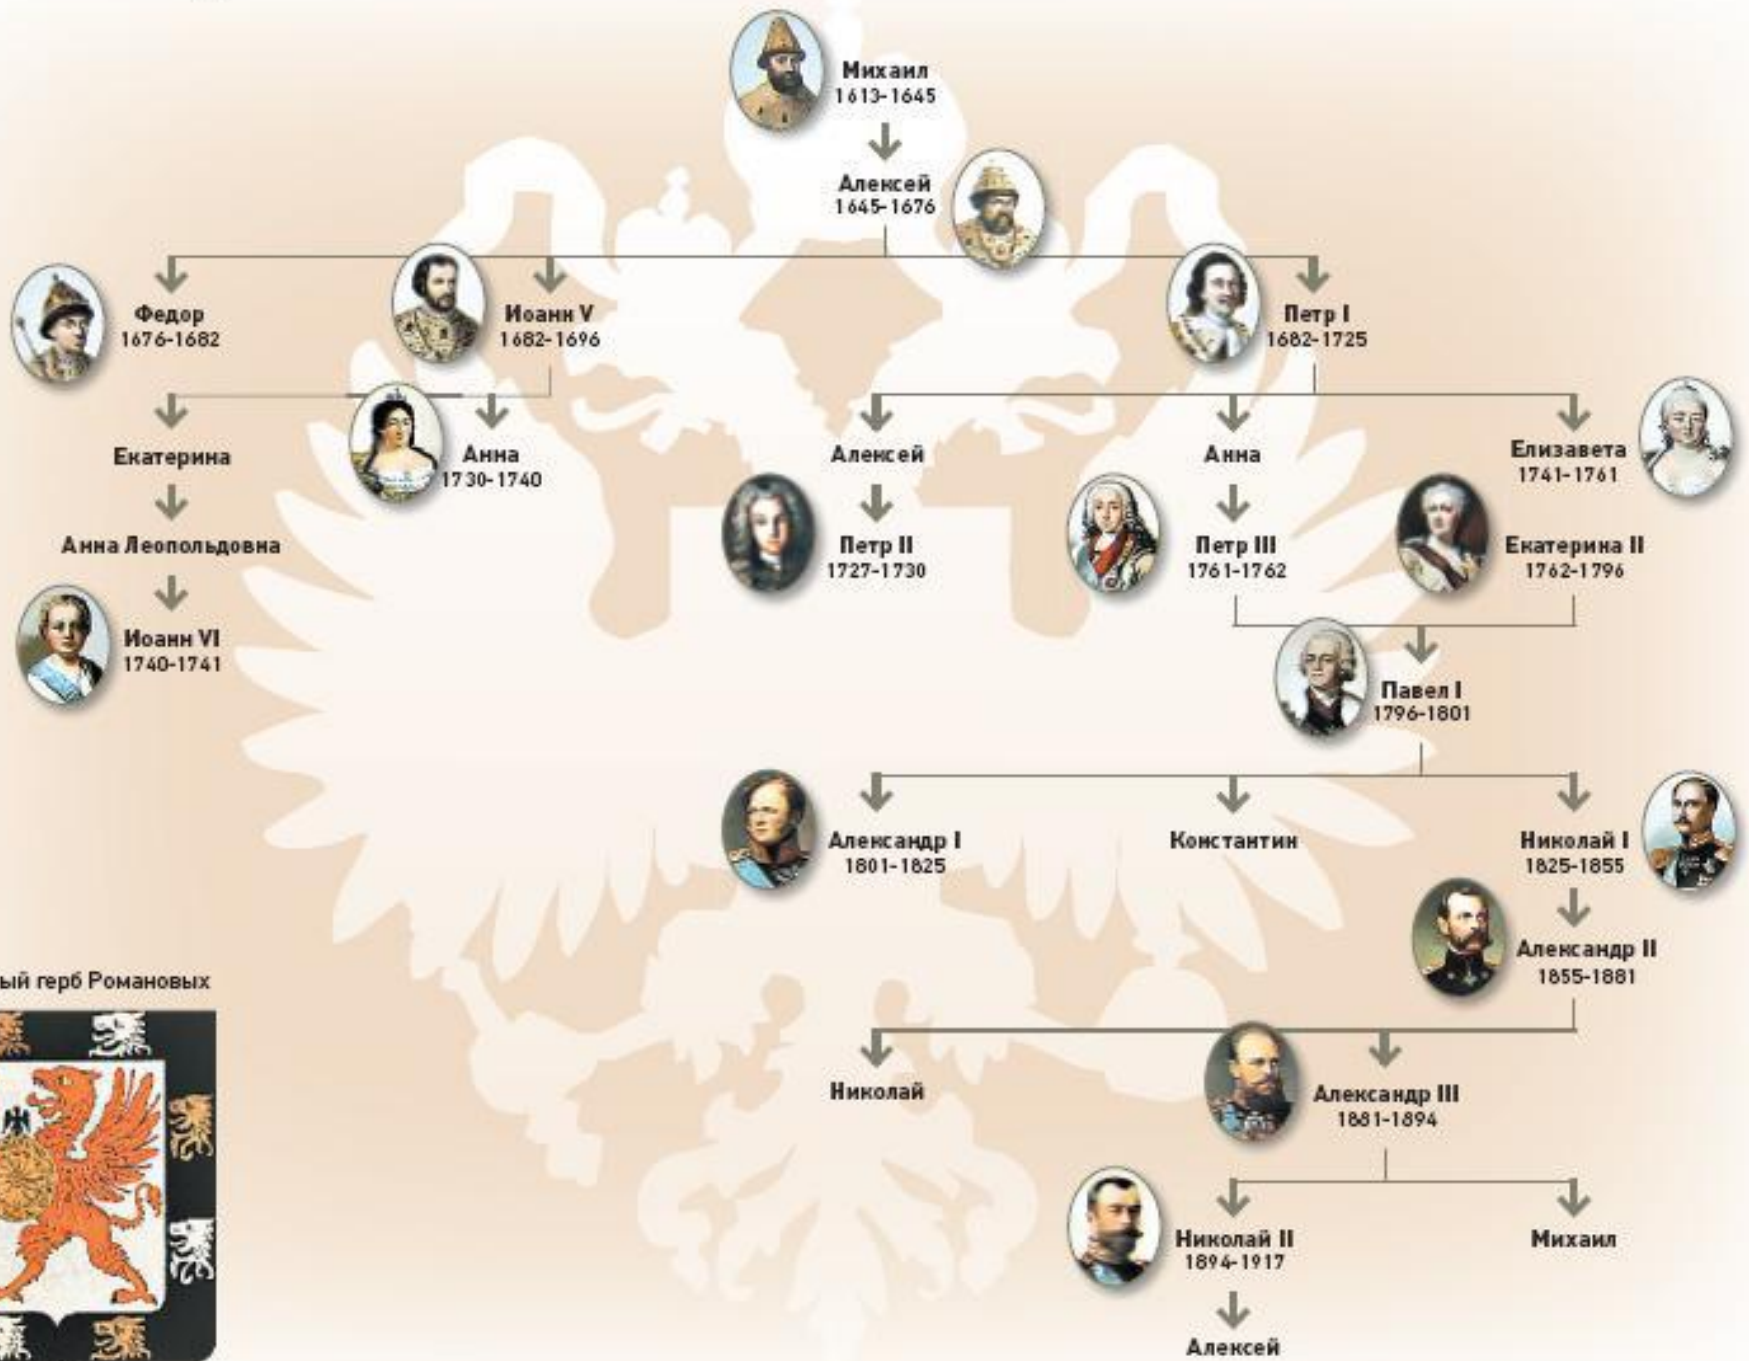 Михаил
1613-1645
Алексей
1645-1676
Федор
1676-1682
Иоанн V
1682-1696
Петр I
1682-1725
Екатерина
Анна
1730-1740
Алексей
Анна
Елизавета
1741-1761
Анна Леопольдовна
Петр II
1727-1730
Петр III
1761-1762
Екатерина II
1762-1796
Иоанн VI
1740-1741
Павел I
1796-1801
Александр I
1801-1825
Константин
Николай I
1825-1855
Александр II
1855-1881
ый герб Романовых
Николай
Александр III
1881-1894
Николай II
1894-1917
Михаил
Алексей